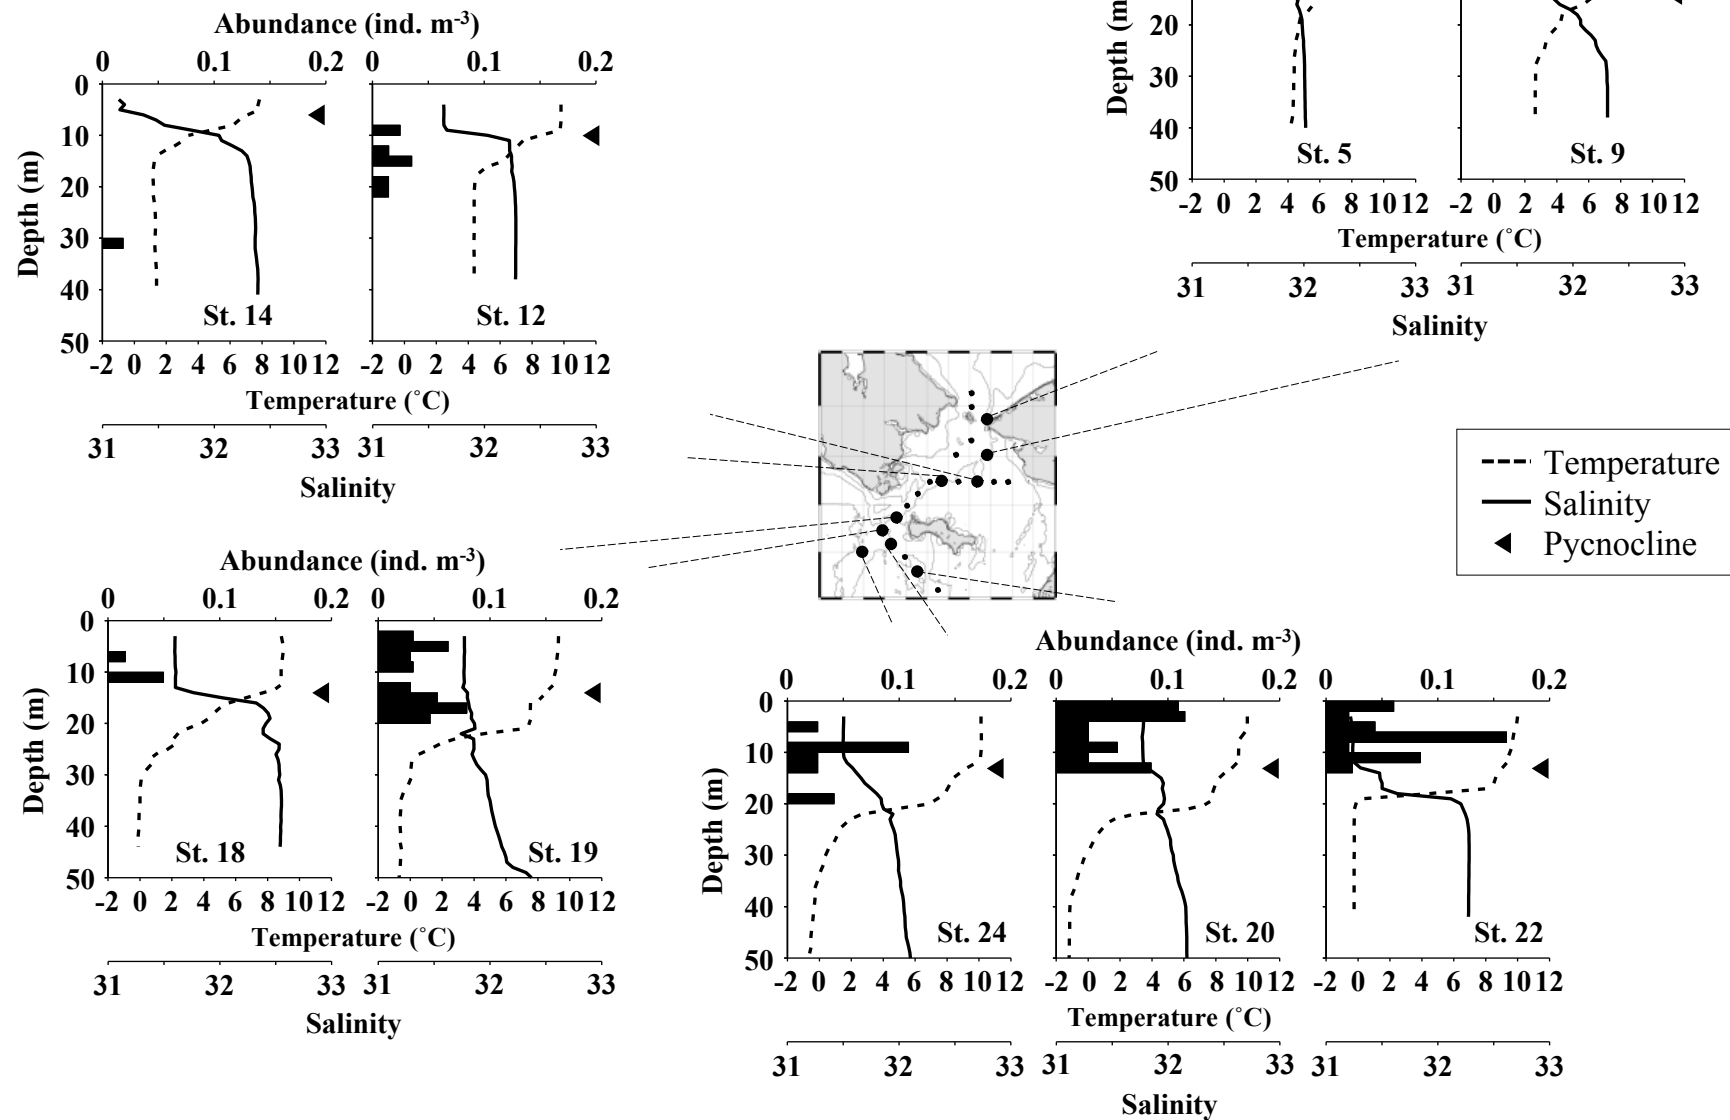 Abundance (ind. m-3)
0 0.1 0.2 0 0.1 0.2
0
10
20
30
40
50
Depth (m)
St. 14 St. 12
-2 0 2 4 6 8 10 12 -2 0 2 4 6 8 10 12
Temperature (˚C)
31 32 33 31 32 33
Salinity
20
30
40
50
Depth (m
St. 5 St. 9
-2 0 2 4 6 8 10 12 -2 0 2 4 6 8 10 12
Temperature (˚C)
31 32 33 31 32 33
Salinity
Temperature
Salinity
Pycnocline
Abundance (ind. m-3)
0 0.1 0.2 0 0.1 0.2
0
10
20
30
40
50
Depth (m)
St. 18 St. 19
-2 0 2 4 6 8 10 12 -2 0 2 4 6 8 10 12
Temperature (˚C)
31 32 33 31 32 33
Salinity
Abundance (ind. m-3)
0 0.1 0.2 0 0.1 0.2 0 0.1 0.2
0
10
20
30
40
50
Depth (m)
St. 24 St. 20 St. 22
-2 0 2 4 6 8 10 12 -2 0 2 4 6 8 10 12 -2 0 2 4 6 8 10 12
Temperature (˚C)
31 32 33 31 32 33 31 32 33
Salinity